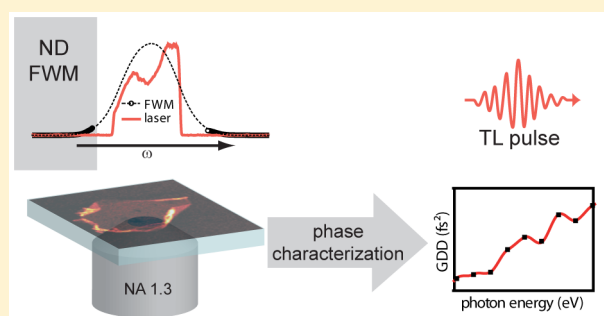 ND
FWM
FWM
laser
ω
TL pulse
NA 1.3
phase
characterization
GDD (fs²)
photon energy (eV)